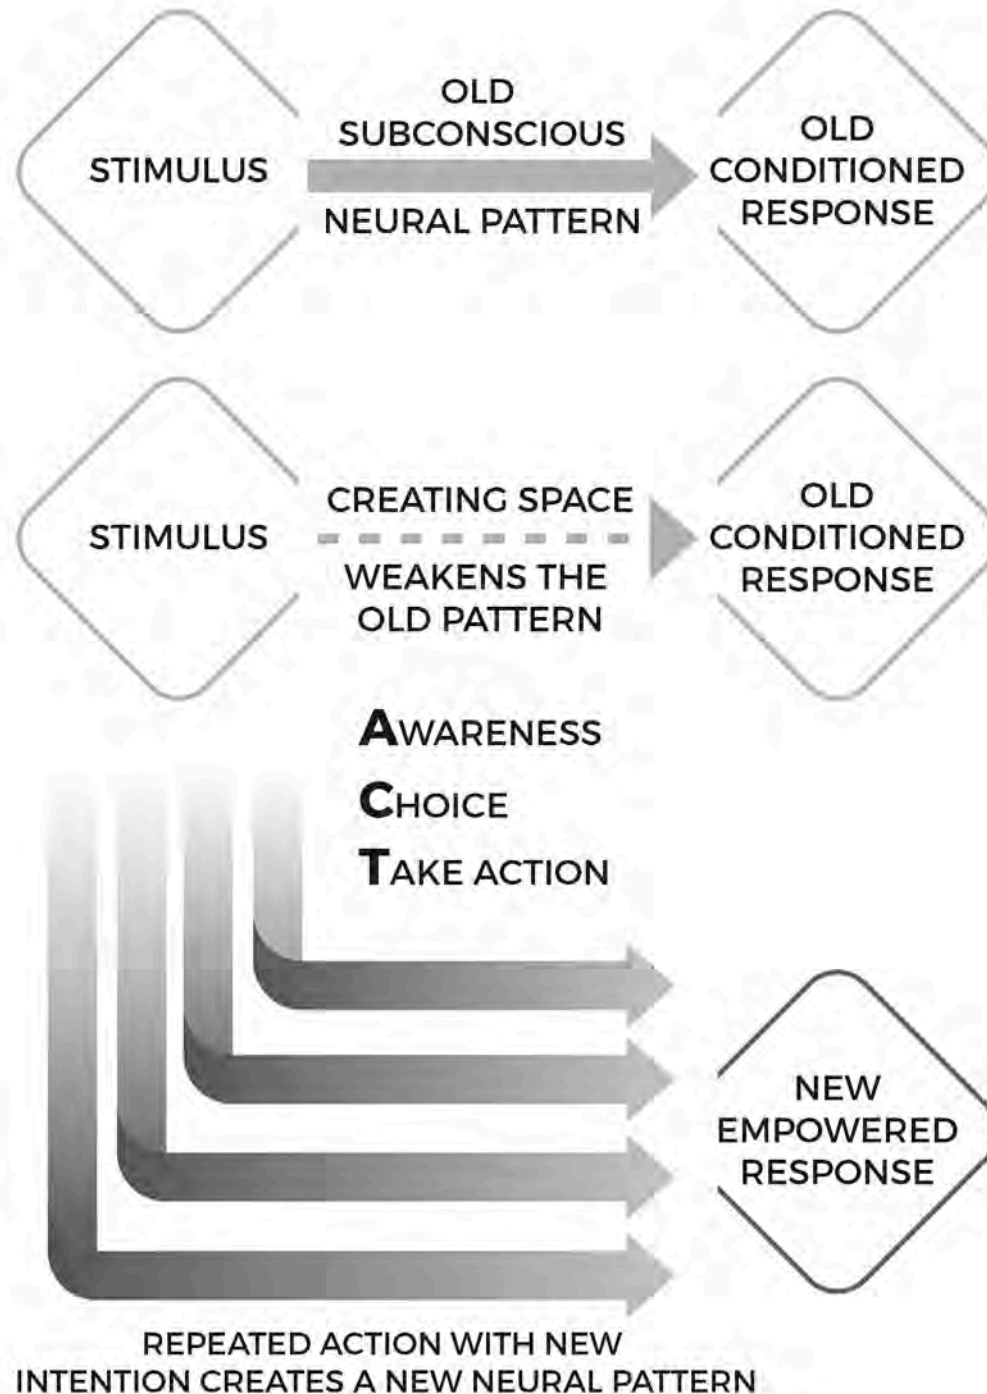 STIMULUS
OLD
SUBCONSCIOUS
NEURAL PATTERN
OLD
CONDITIONED
RESPONSE
STIMULUS
CREATING SPACE
WEAKENS THE
OLD PATTERN
OLD
CONDITIONED
RESPONSE
AWARENESS
CHOICE
TAKE ACTION
NEW
EMPOWERED
RESPONSE
REPEATED ACTION WITH NEW
INTENTION CREATES A NEW NEURAL PATTERN